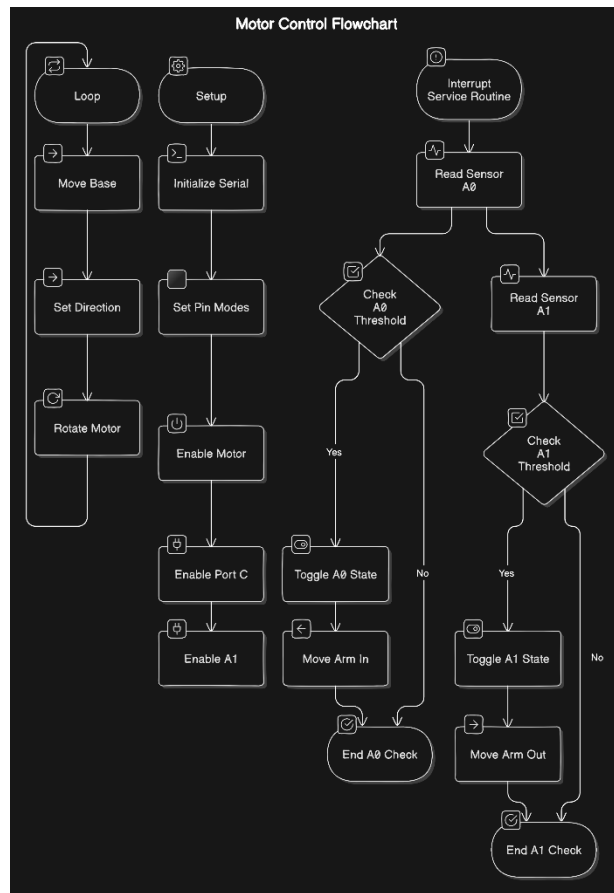 Motor Control Flowchart
Loop
Move Base
Set Direction
Rotate Motor
Setup
Initialize Serial
Set Pin Modes
Enable Motor
Enable Port C
Enable A1
Interrupt
Service Routine
Read Sensor
A0
Check
A0
Threshold
Yes
No
Toggle A0 State
Move Arm In
End A0 Check
Read Sensor
A1
Check
A1
Threshold
Yes
No
Toggle A1 State
Move Arm Out
End A1 Check